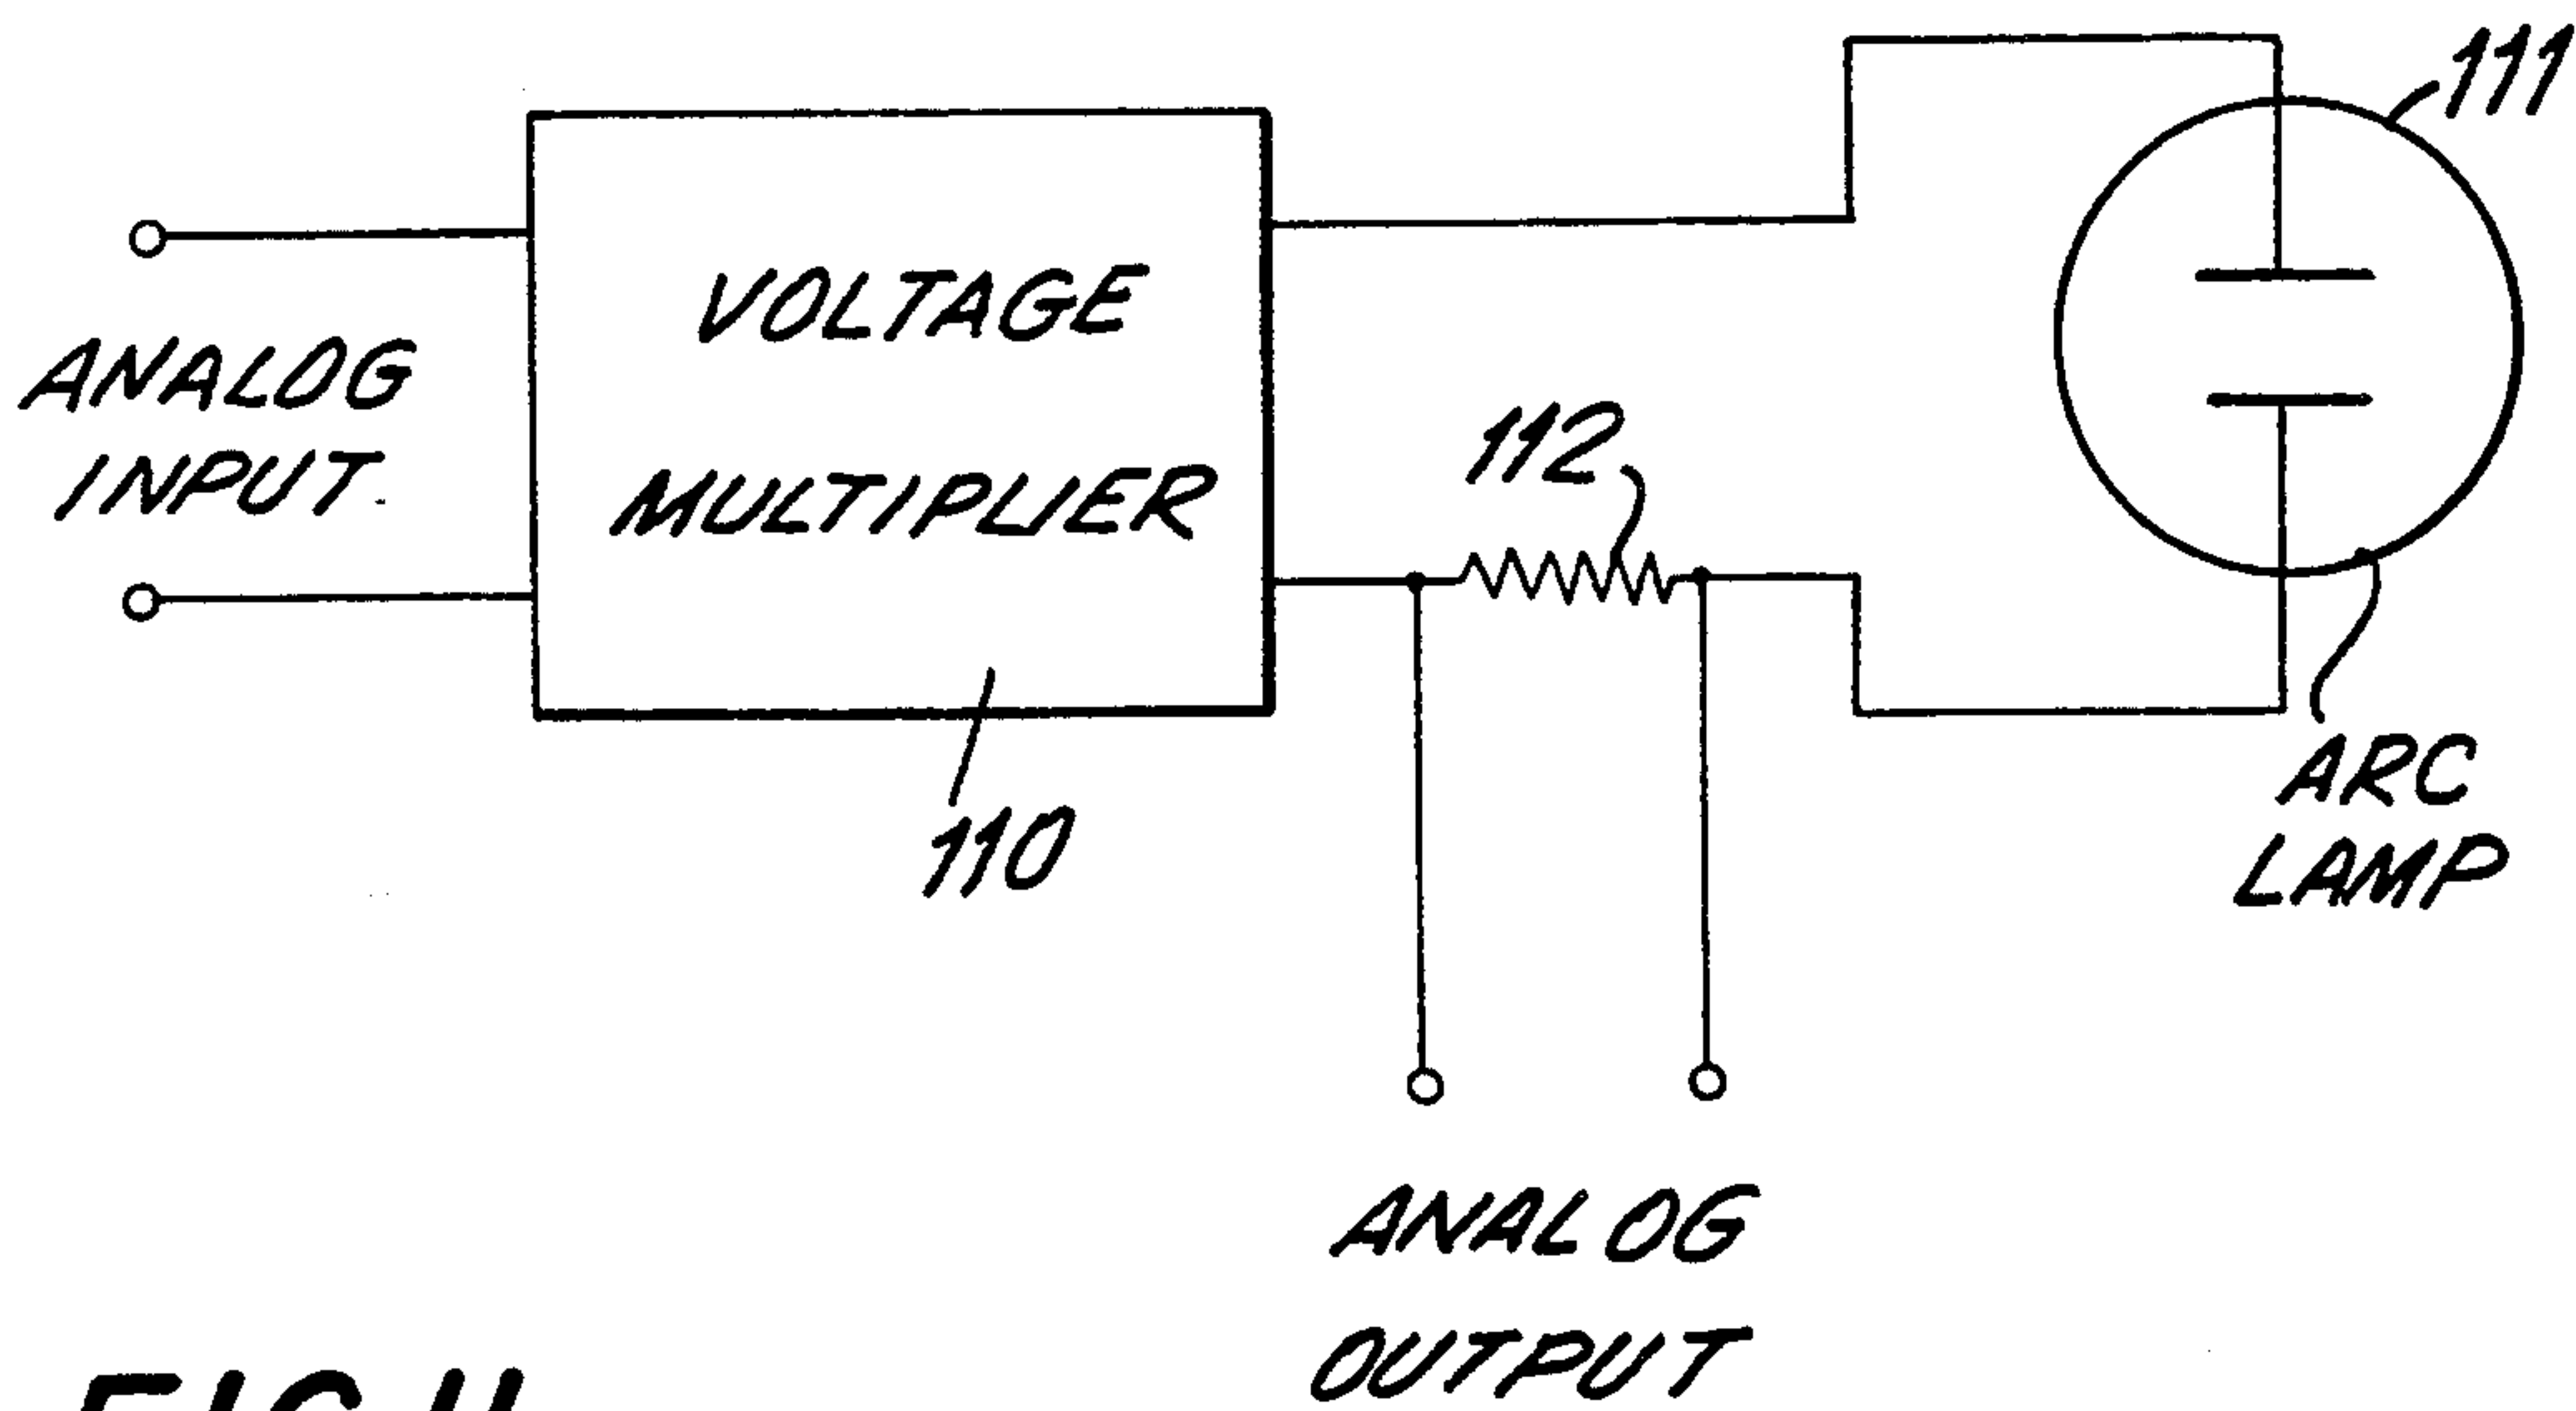 111
VOLTAGE
MULTIPLIER
ANALOG
INPUT
112
110
ARC
LAMP
ANALOG
OUTPUT